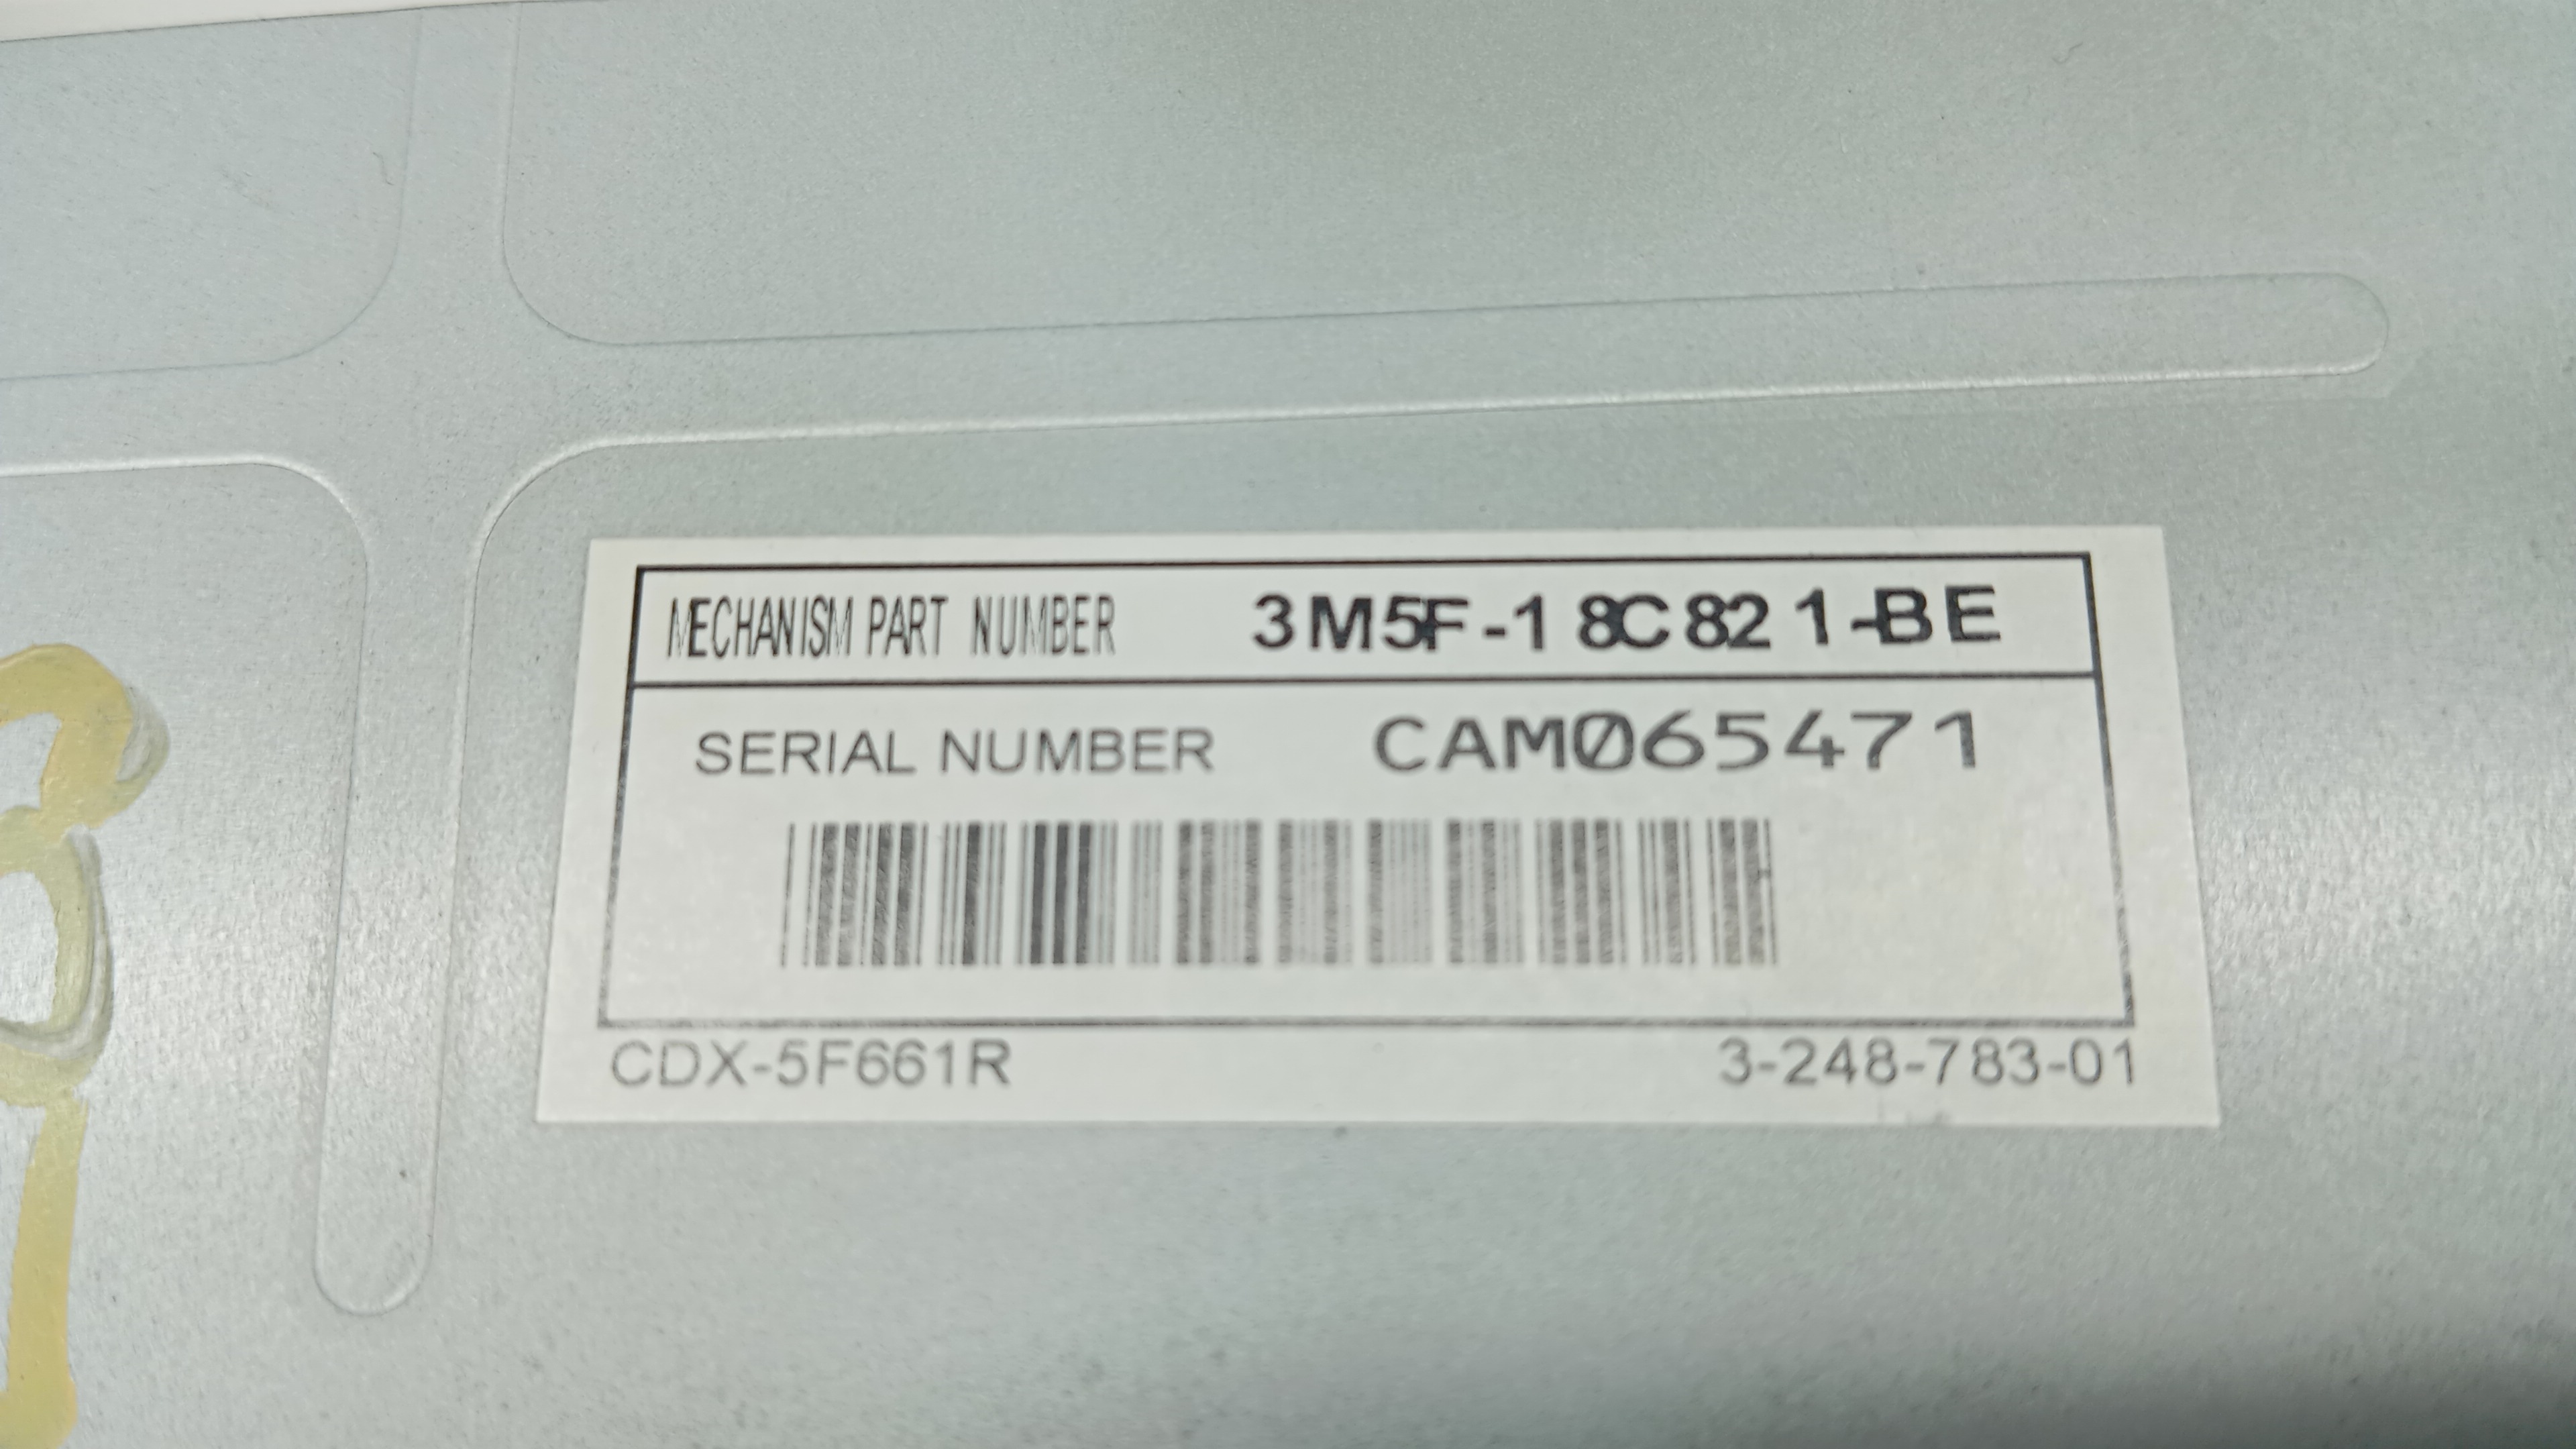 MECHANISM PART NUMBER 3M5F-18C821-BE
SERIAL NUMBER CAM065471
CDX-5F661R 3-248-783-01